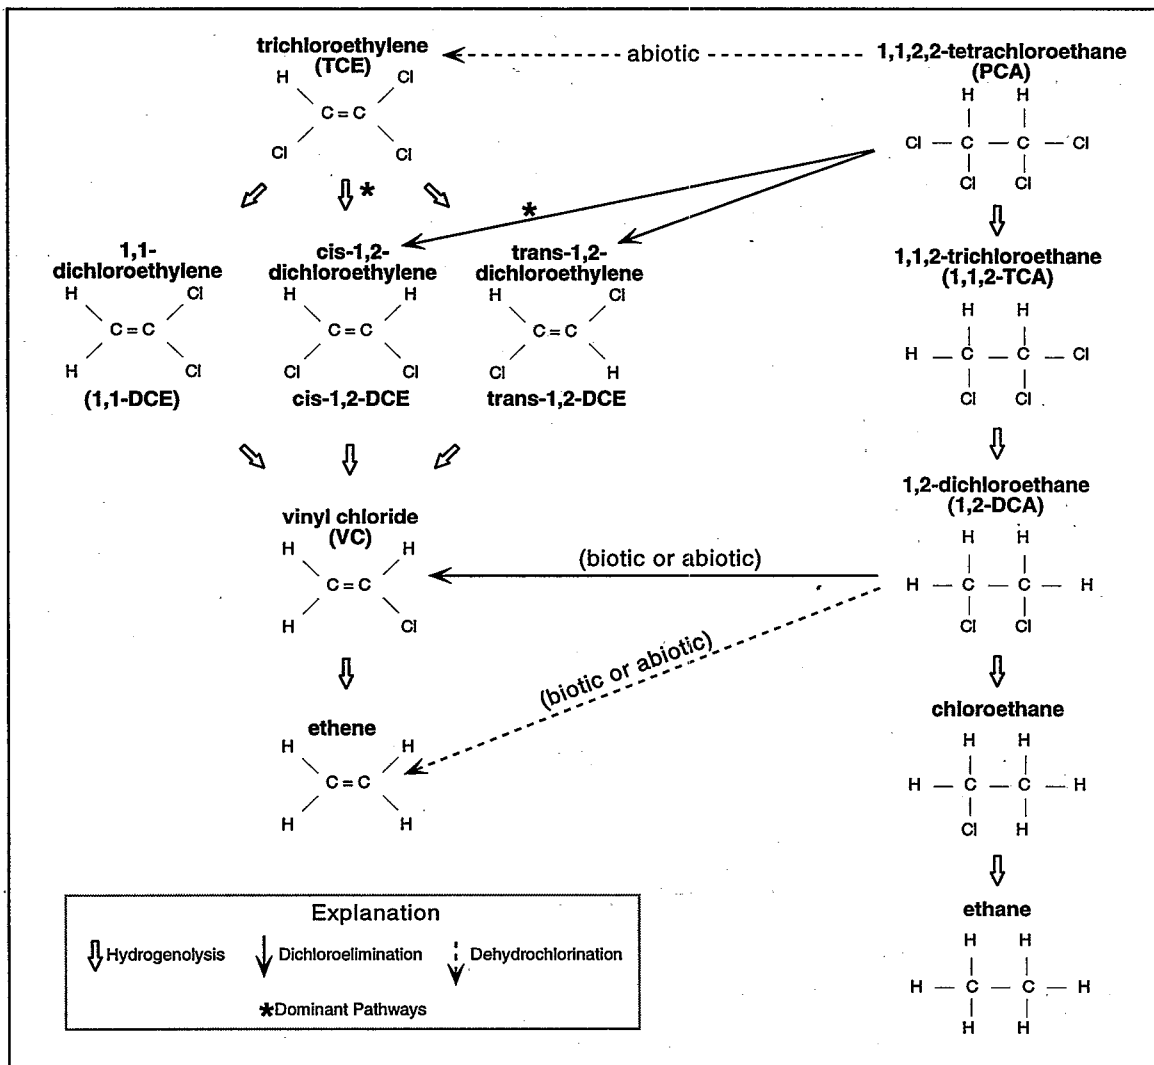 trichloroethylene
(TCE)
H Cl
C = C
Cl Cl
*
abiotic
1,1,2,2-tetrachloroethane
(PCA)
H H
Cl — C — C — Cl
Cl Cl
*
1,1-
dichloroethylene
H Cl
C = C
H Cl
(1,1-DCE)
cis-1,2-
dichloroethylene
H H
C = C
Cl Cl
cis-1,2-DCE
trans-1,2-
dichloroethylene
H Cl
C = C
Cl H
trans-1,2-DCE
1,1,2-trichloroethane
(1,1,2-TCA)
H H
H — C — C — Cl
Cl Cl
vinyl chloride
(VC)
H H
C = C
H Cl
(biotic or abiotic)
1,2-dichloroethane
(1,2-DCA)
H H
H — C — C — H
Cl Cl
(biotic or abiotic)
ethene
H H
C = C
H H
chloroethane
H H
H — C — C — H
Cl H
ethane
H H
H — C — C — H
H H
Explanation
Hydrogenolysis
Dichloroelimination
Dehydrochlorination
*Dominant Pathways